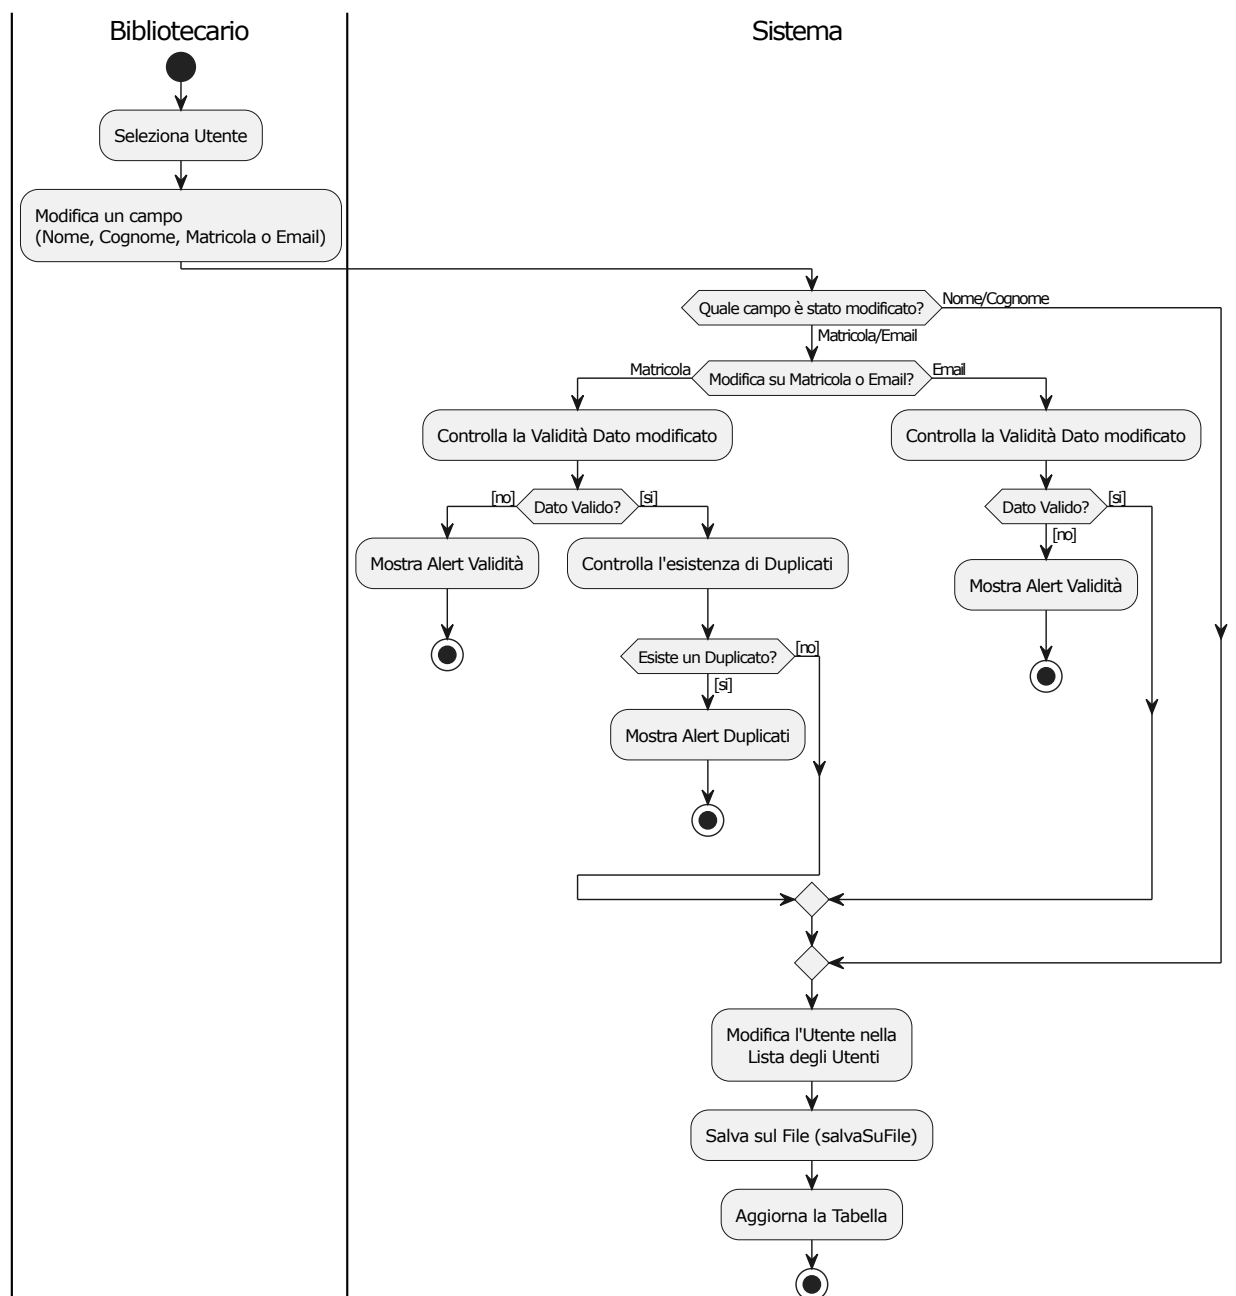 Bibliotecario
Sistema
Seleziona Utente
Modifica un campo
(Nome, Cognome, Matricola o Email)
Quale campo è stato modificato?
Nome/Cognome
Matricola/Email
Matricola
Modifica su Matricola o Email?
Email
Controlla la Validità Dato modificato
Controlla la Validità Dato modificato
[no]
Dato Valido?
[si]
Dato Valido?
[si]
[no]
Mostra Alert Validità
Controlla l'esistenza di Duplicati
Mostra Alert Validità
Esiste un Duplicato?
[no]
[si]
Mostra Alert Duplicati
Modifica l'Utente nella
Lista degli Utenti
Salva sul File (salvaSuFile)
Aggiorna la Tabella